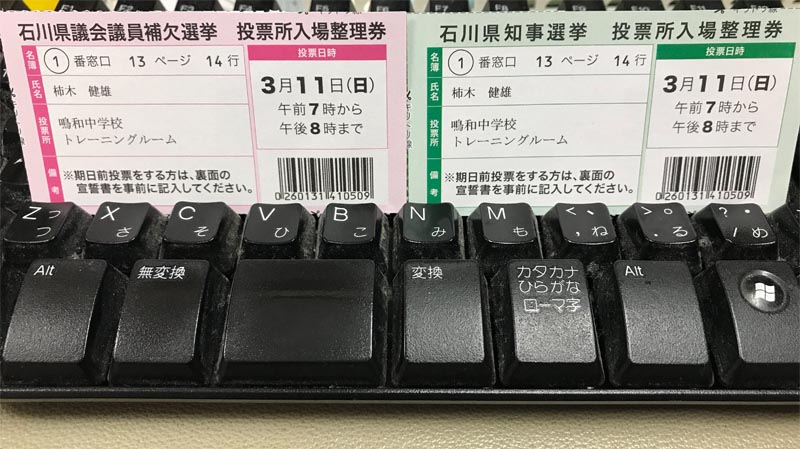 石川県議会議員補欠選挙 投票所入場整理券
名簿 1 番窓口 13 ページ 14 行
投票日時
氏名 柿木 健雄
3月11日(日)
午前7時から
午後8時まで
投票所 鳴和中学校
トレーニングルーム
備考 ※期日前投票をする方は、裏面の
宣誓書を事前に記入してください。
0260131410509
石川県知事選挙 投票所入場整理券
名簿 1 番窓口 13 ページ 14 行
投票日時
氏名 柿木 健雄
3月11日(日)
午前7時から
午後8時まで
投票所 鳴和中学校
トレーニングルーム
備考 ※期日前投票をする方は、裏面の
宣誓書を事前に記入してください。
0260131410509
キリトリ線
Z っ X C V B N M < 、 > 。 ? ・
つ さ そ ひ こ み も , ね . る / め
Alt 無変換 変換 カタカナ Alt
ひらがな
ローマ字